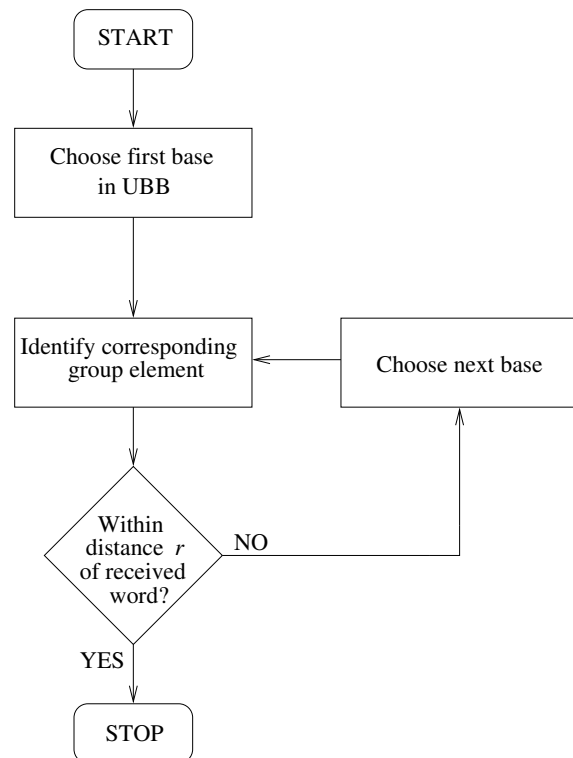 START
Choose first base
in UBB
Identify corresponding
group element
Choose next base
Within
distance r
of received
word?
NO
YES
STOP